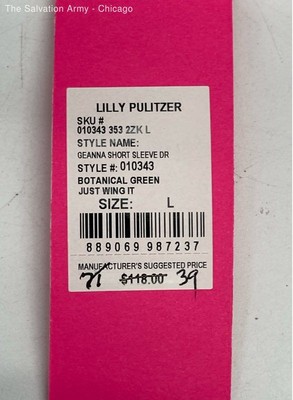 The Salvation Army - Chicago
LILLY PULITZER
SKU #
010343 353 2ZK L
STYLE NAME:
GEANNA SHORT SLEEVE DR
STYLE #: 010343
BOTANICAL GREEN
JUST WING IT
SIZE: L
889069 987237
MANUFACTURER'S SUGGESTED PRICE
71 $118.00 39